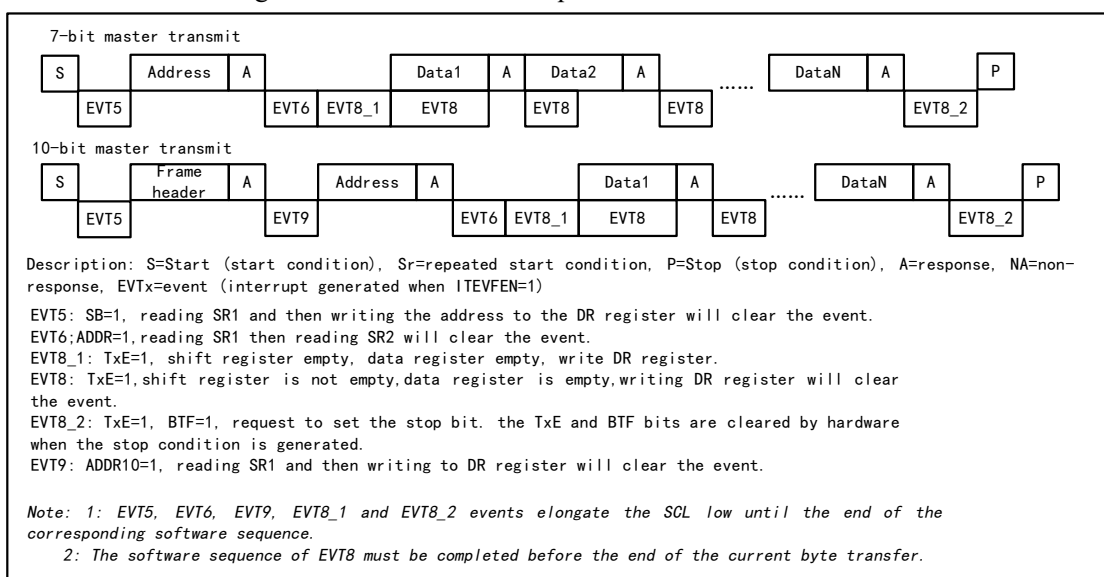 7-bit master transmit
S Address A Data1 A Data2 A ...... DataN A P
EVT5 EVT6 EVT8_1 EVT8 EVT8 EVT8 EVT8_2
10-bit master transmit
S Frame header A Address A Data1 A ...... DataN A P
EVT5 EVT9 EVT6 EVT8_1 EVT8 EVT8 EVT8_2
Description: S=Start (start condition), Sr=repeated start condition, P=Stop (stop condition), A=response, NA=non-
response, EVTx=event (interrupt generated when ITEVFEN=1)
EVT5: SB=1, reading SR1 and then writing the address to the DR register will clear the event.
EVT6;ADDR=1,reading SR1 then reading SR2 will clear the event.
EVT8_1: TxE=1, shift register empty, data register empty, write DR register.
EVT8: TxE=1,shift register is not empty,data register is empty,writing DR register will clear
the event.
EVT8_2: TxE=1, BTF=1, request to set the stop bit. the TxE and BTF bits are cleared by hardware
when the stop condition is generated.
EVT9: ADDR10=1, reading SR1 and then writing to DR register will clear the event.
Note: 1: EVT5, EVT6, EVT9, EVT8_1 and EVT8_2 events elongate the SCL low until the end of the
corresponding software sequence.
2: The software sequence of EVT8 must be completed before the end of the current byte transfer.